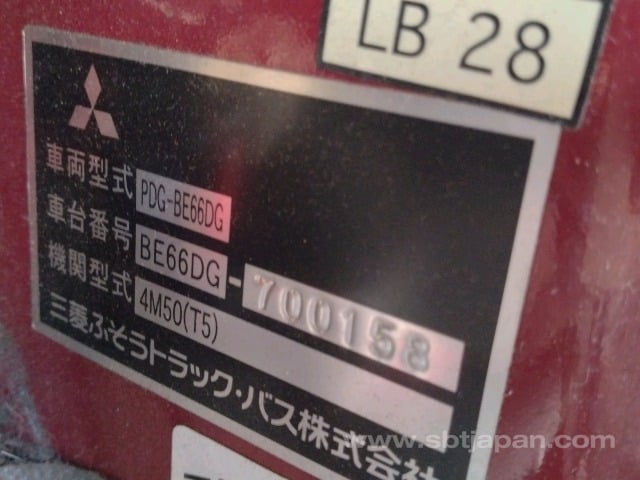 LB 28
車両型式 PDG-BE66DG
車台番号 BE66DG-700158
機関型式 4M50(T5)
三菱ふそうトラック・バス株式会社
www.sbtjapan.com